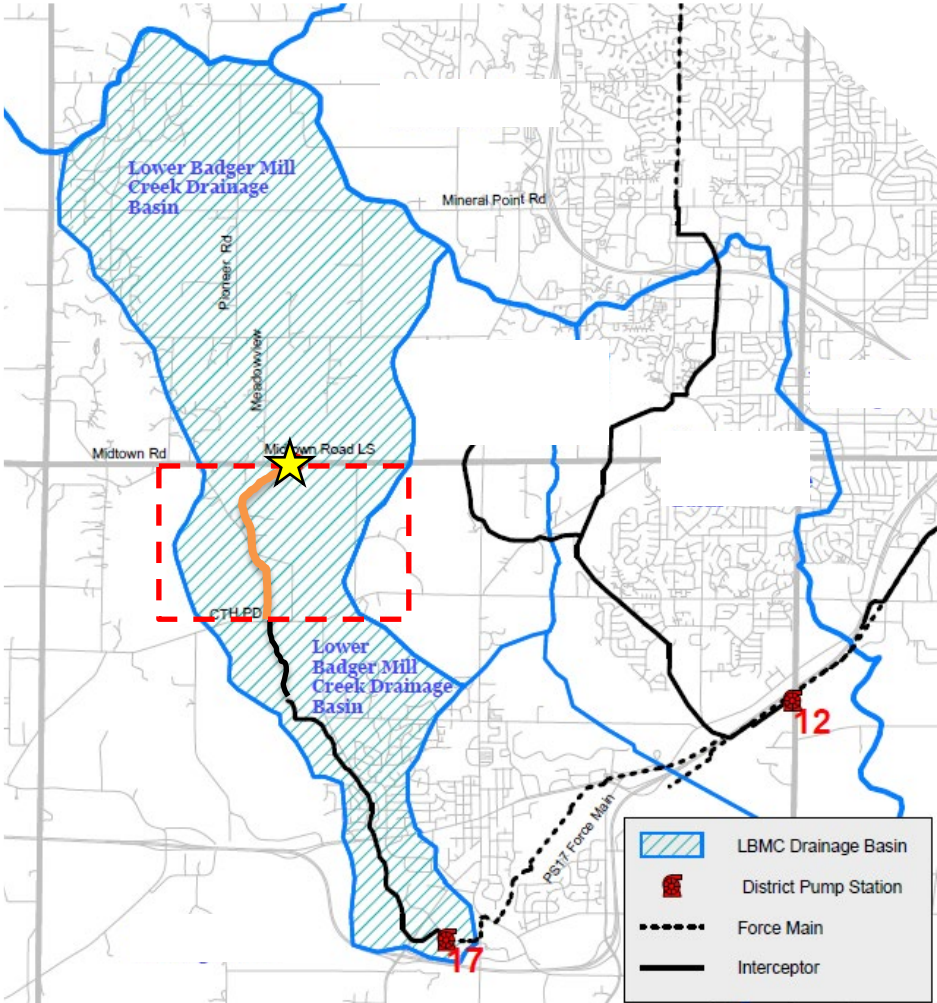 Lower Badger Mill
Creek Drainage
Basin
Mineral Point Rd
Pioneer Rd
Meadowview
Midtown Rd
Midtown Road LS
CTH PD
Lower
Badger Mill
Creek Drainage
Basin
12
PS17 Force Main
17
LBMC Drainage Basin
District Pump Station
Force Main
Interceptor